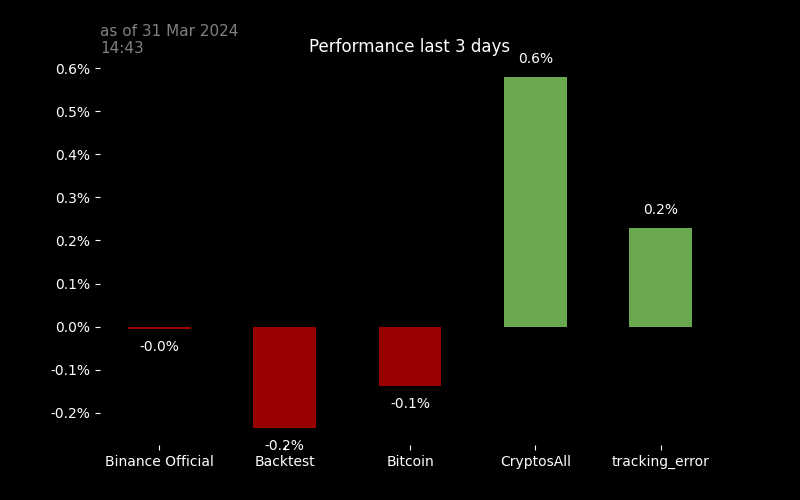 as of 31 Mar 2024
14:43
Performance last 3 days
0.6%
0.6%
0.5%
0.4%
0.3%
0.2%
0.2%
0.1%
0.0%
-0.0%
-0.1%
-0.1%
-0.2%
-0.2%
Binance Official
Backtest
Bitcoin
CryptosAll
tracking_error